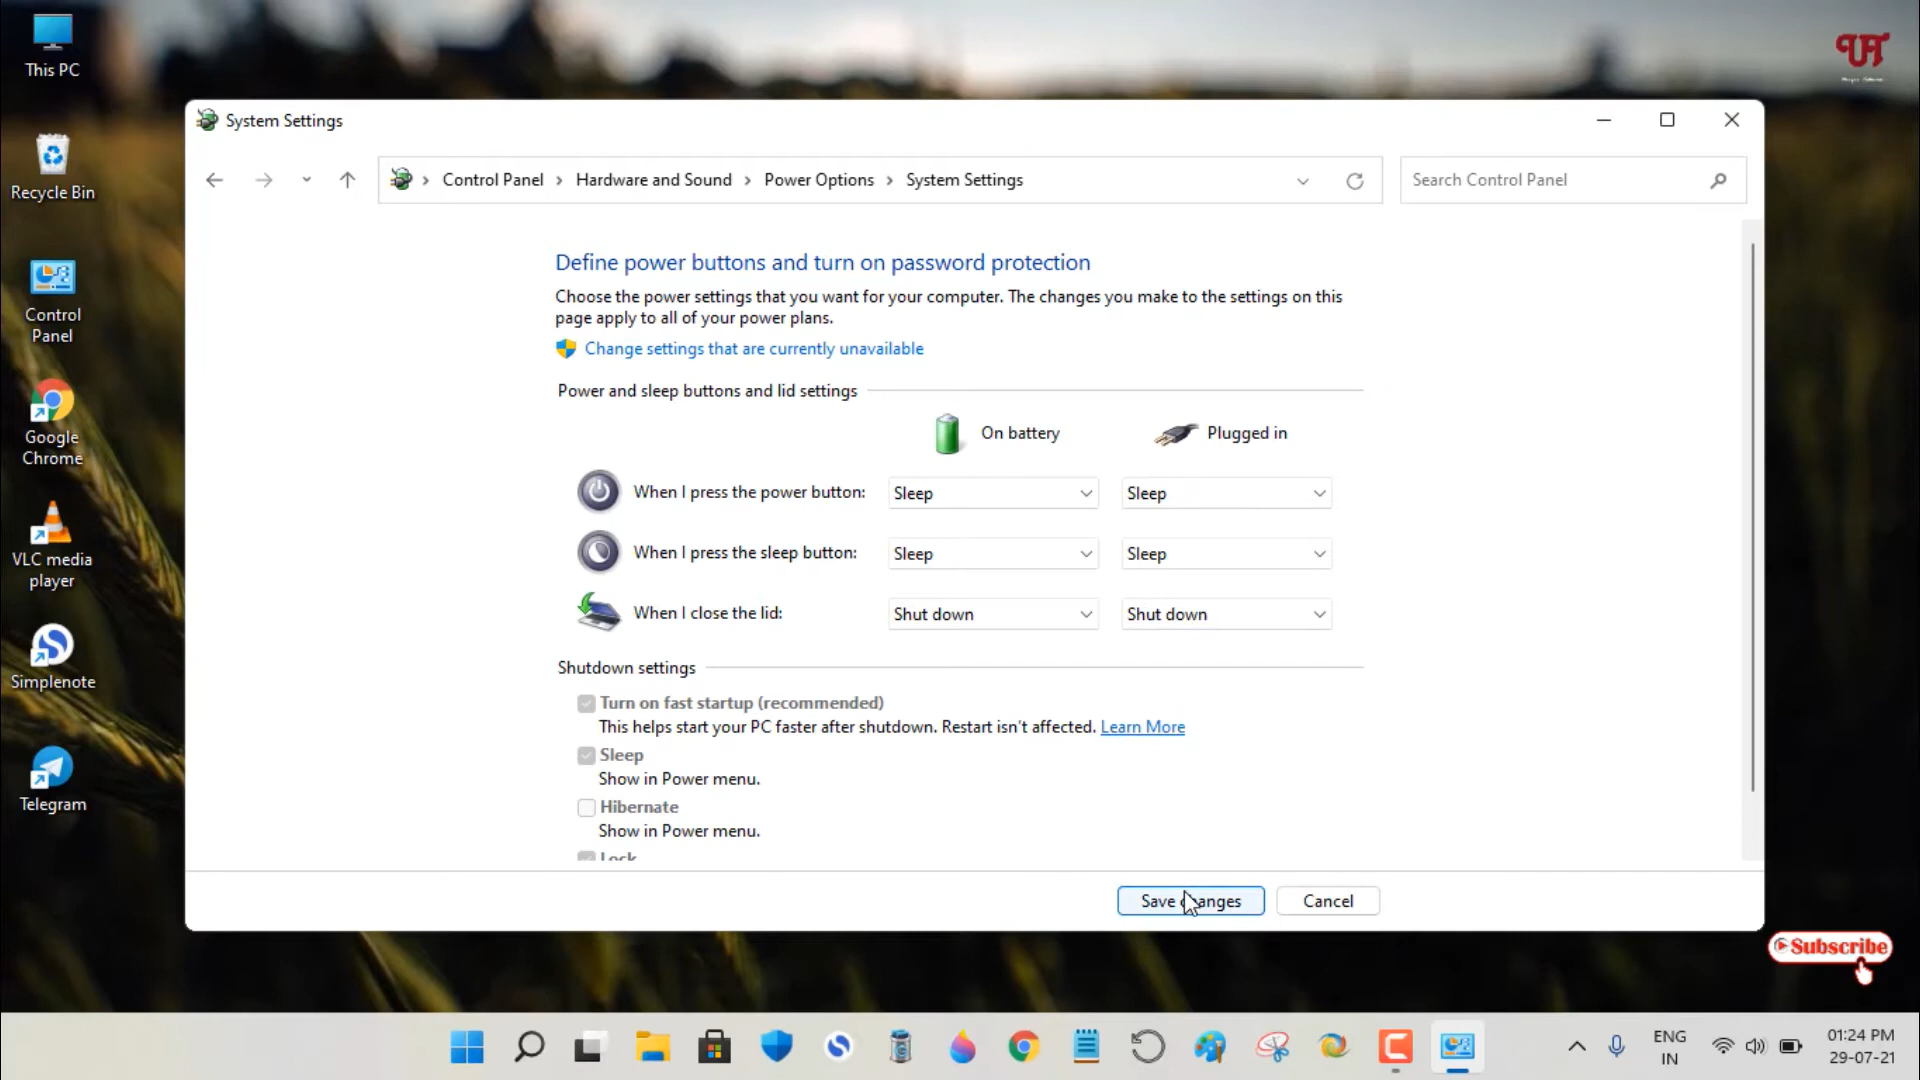 This PC
Recycle Bin
Control
Panel
Google
Chrome
VLC media
player
Simplenote
Telegram
UA
System Settings
Control Panel > Hardware and Sound > Power Options > System Settings
Search Control Panel
Define power buttons and turn on password protection
Choose the power settings that you want for your computer. The changes you make to the settings on this
page apply to all of your power plans.
Change settings that are currently unavailable
Power and sleep buttons and lid settings
On battery
Plugged in
When I press the power button: Sleep Sleep
When I press the sleep button: Sleep Sleep
When I close the lid: Shut down Shut down
Shutdown settings
Turn on fast startup (recommended)
This helps start your PC faster after shutdown. Restart isn't affected. Learn More
Sleep
Show in Power menu.
Hibernate
Show in Power menu.
Lock
Save changes
Cancel
Subscribe
ENG
IN
01:24 PM
29-07-21